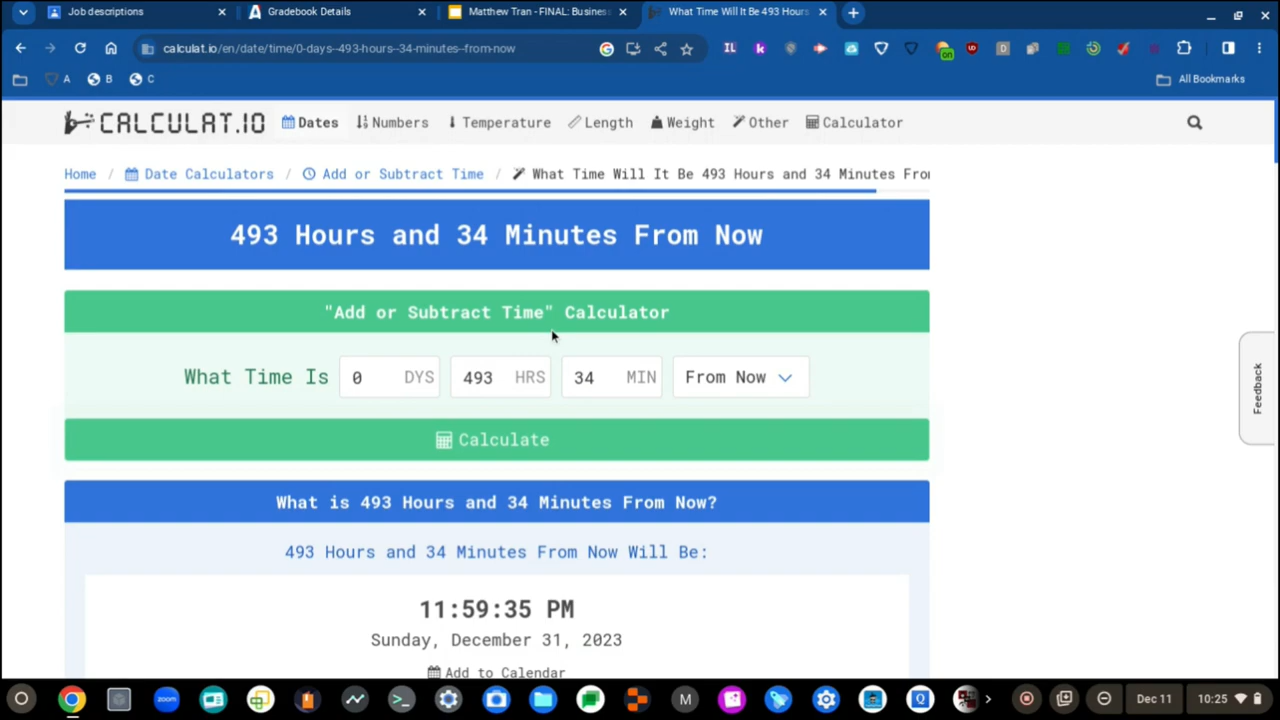 Job descriptions
Gradebook Details
Matthew Tran - FINAL: Busines
What Time Will It Be 493 Hours
calculat.io/en/date/time/0-days--493-hours--34-minutes--from-now
A
B
C
All Bookmarks
CALCULAT.IO
Dates
Numbers
Temperature
Length
Weight
Other
Calculator
Home / Date Calculators / Add or Subtract Time / What Time Will It Be 493 Hours and 34 Minutes Fro
493 Hours and 34 Minutes From Now
"Add or Subtract Time" Calculator
What Time Is 0 DYS 493 HRS 34 MIN From Now
Calculate
What is 493 Hours and 34 Minutes From Now?
493 Hours and 34 Minutes From Now Will Be:
11:59:35 PM
Sunday, December 31, 2023
Add to Calendar
Feedback
zoom
M
Dec 11
10:25